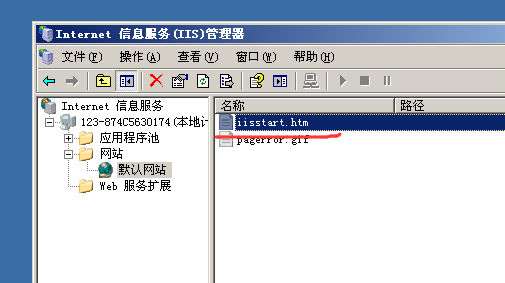 Internet 信息服务(IIS)管理器
文件(F) 操作(A) 查看(V) 窗口(W) 帮助(H)
Internet 信息服务
123-874C5630174(本地计
应用程序池
网站
默认网站
Web 服务扩展
名称 路径
iisstart.htm
pagerror.gif